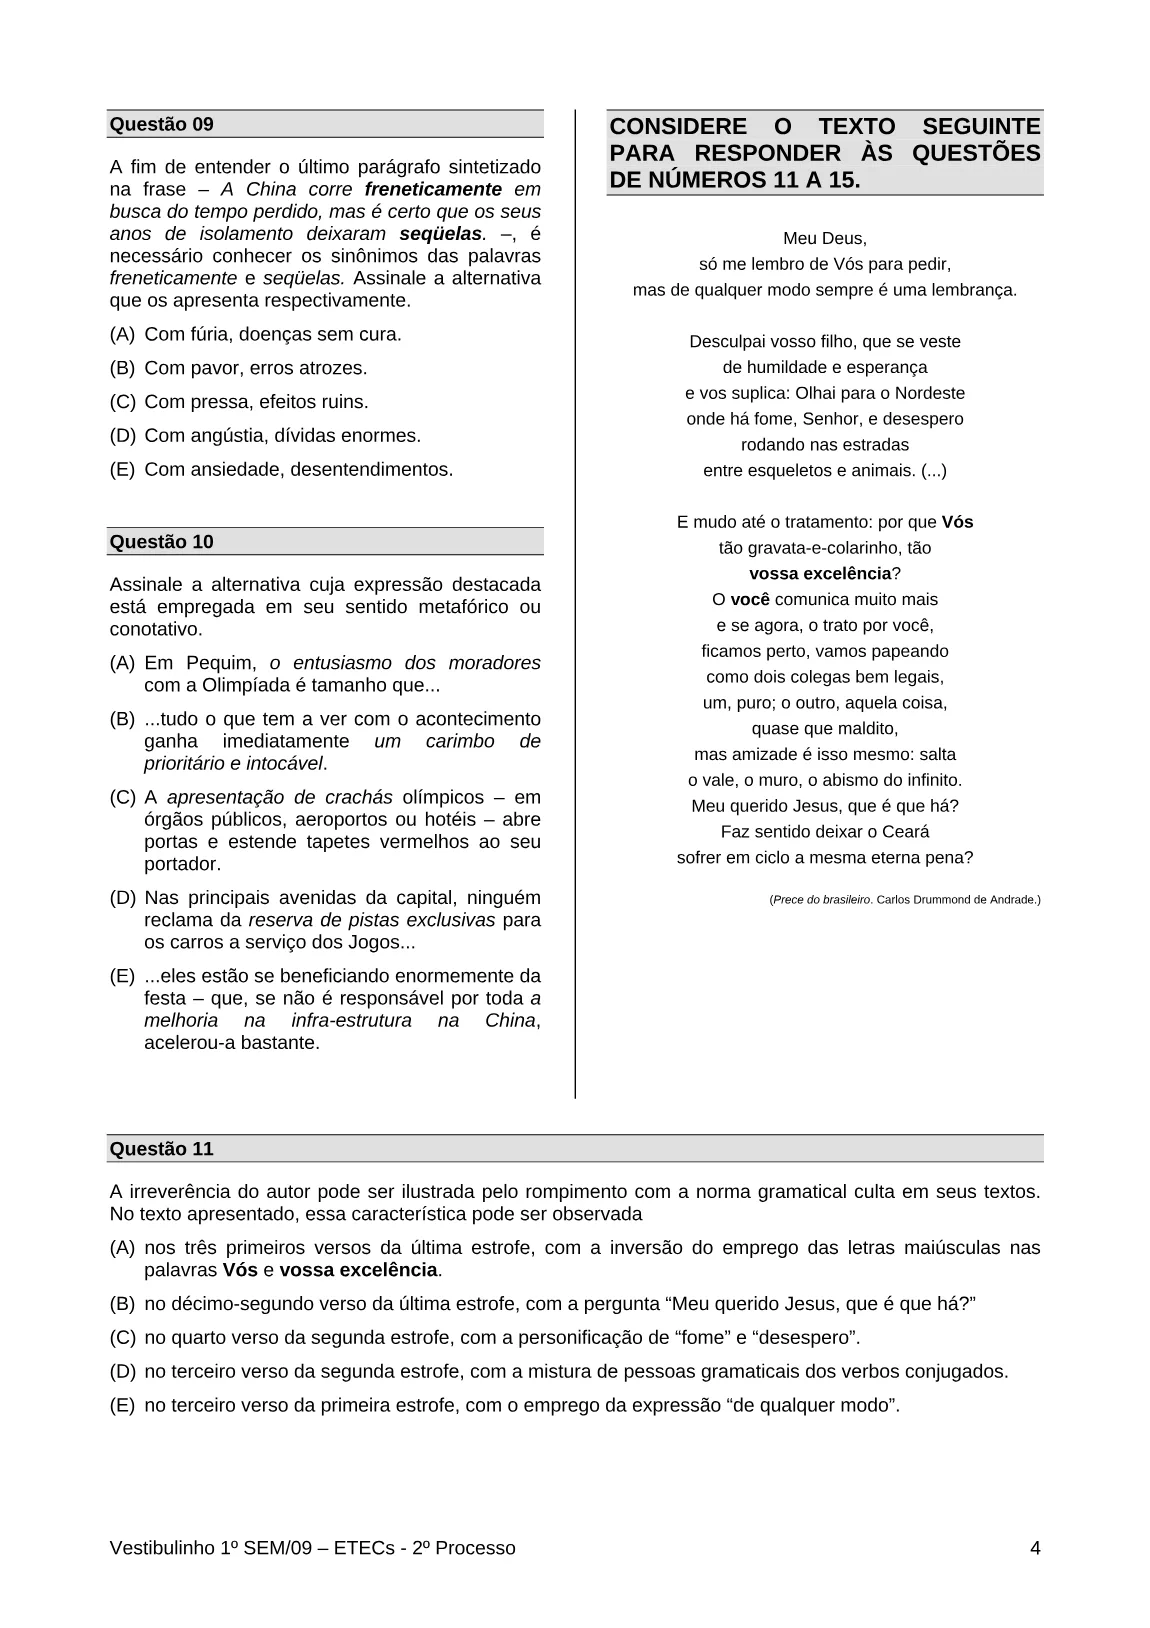 Questão 09
A fim de entender o último parágrafo sintetizado
na frase – A China corre freneticamente em
busca do tempo perdido, mas é certo que os seus
anos de isolamento deixaram seqüelas. –, é
necessário conhecer os sinônimos das palavras
freneticamente e seqüelas. Assinale a alternativa
que os apresenta respectivamente.
(A) Com fúria, doenças sem cura.
(B) Com pavor, erros atrozes.
(C) Com pressa, efeitos ruins.
(D) Com angústia, dívidas enormes.
(E) Com ansiedade, desentendimentos.
Questão 10
Assinale a alternativa cuja expressão destacada
está empregada em seu sentido metafórico ou
conotativo.
(A) Em Pequim, o entusiasmo dos moradores
com a Olimpíada é tamanho que...
(B) ...tudo o que tem a ver com o acontecimento
ganha imediatamente um carimbo de
prioritário e intocável.
(C) A apresentação de crachás olímpicos – em
órgãos públicos, aeroportos ou hotéis – abre
portas e estende tapetes vermelhos ao seu
portador.
(D) Nas principais avenidas da capital, ninguém
reclama da reserva de pistas exclusivas para
os carros a serviço dos Jogos...
(E) ...eles estão se beneficiando enormemente da
festa – que, se não é responsável por toda a
melhoria na infra-estrutura na China,
acelerou-a bastante.
CONSIDERE O TEXTO SEGUINTE
PARA RESPONDER ÀS QUESTÕES
DE NÚMEROS 11 A 15.
Meu Deus,
só me lembro de Vós para pedir,
mas de qualquer modo sempre é uma lembrança.
Desculpai vosso filho, que se veste
de humildade e esperança
e vos suplica: Olhai para o Nordeste
onde há fome, Senhor, e desespero
rodando nas estradas
entre esqueletos e animais. (...)
E mudo até o tratamento: por que Vós
tão gravata-e-colarinho, tão
vossa excelência?
O você comunica muito mais
e se agora, o trato por você,
ficamos perto, vamos papeando
como dois colegas bem legais,
um, puro; o outro, aquela coisa,
quase que maldito,
mas amizade é isso mesmo: salta
o vale, o muro, o abismo do infinito.
Meu querido Jesus, que é que há?
Faz sentido deixar o Ceará
sofrer em ciclo a mesma eterna pena?
(Prece do brasileiro. Carlos Drummond de Andrade.)
Questão 11
A irreverência do autor pode ser ilustrada pelo rompimento com a norma gramatical culta em seus textos.
No texto apresentado, essa característica pode ser observada
(A) nos três primeiros versos da última estrofe, com a inversão do emprego das letras maiúsculas nas
palavras Vós e vossa excelência.
(B) no décimo-segundo verso da última estrofe, com a pergunta “Meu querido Jesus, que é que há?”
(C) no quarto verso da segunda estrofe, com a personificação de “fome” e “desespero”.
(D) no terceiro verso da segunda estrofe, com a mistura de pessoas gramaticais dos verbos conjugados.
(E) no terceiro verso da primeira estrofe, com o emprego da expressão “de qualquer modo”.
Vestibulinho 1º SEM/09 – ETECs - 2º Processo 4